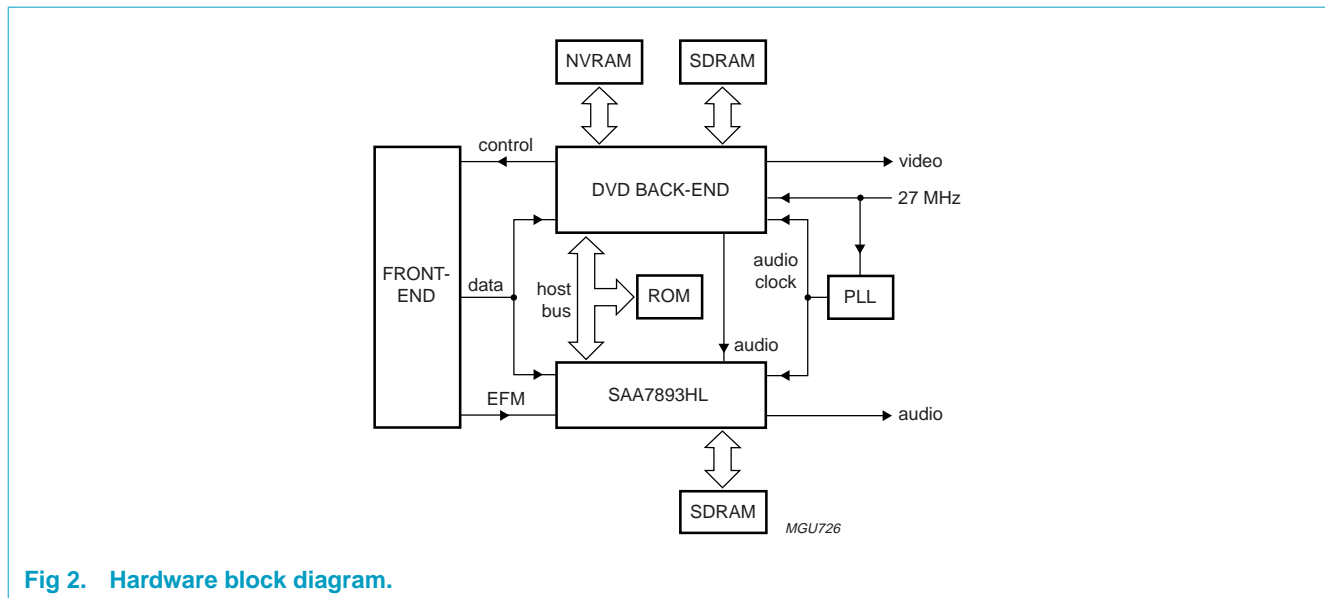 NVRAM
SDRAM
control
video
DVD BACK-END
27 MHz
FRONT-
END
data
host
bus
ROM
audio
clock
PLL
audio
SAA7893HL
EFM
audio
SDRAM
MGU726
Fig 2. Hardware block diagram.